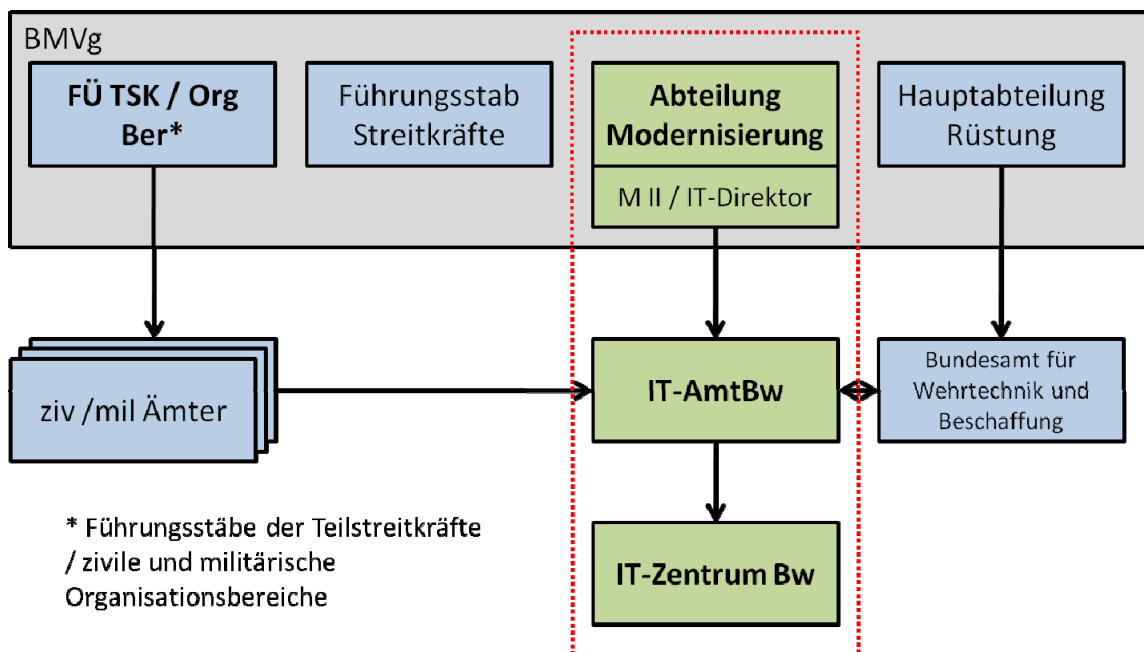 BMVg
FÜ TSK / Org
Ber*
Führungsstab
Streitkräfte
Abteilung
Modernisierung
M II / IT-Direktor
Hauptabteilung
Rüstung
ziv /mil Ämter
IT-AmtBw
Bundesamt für
Wehrtechnik und
Beschaffung
IT-Zentrum Bw
* Führungsstäbe der Teilstreitkräfte
/ zivile und militärische
Organisationsbereiche